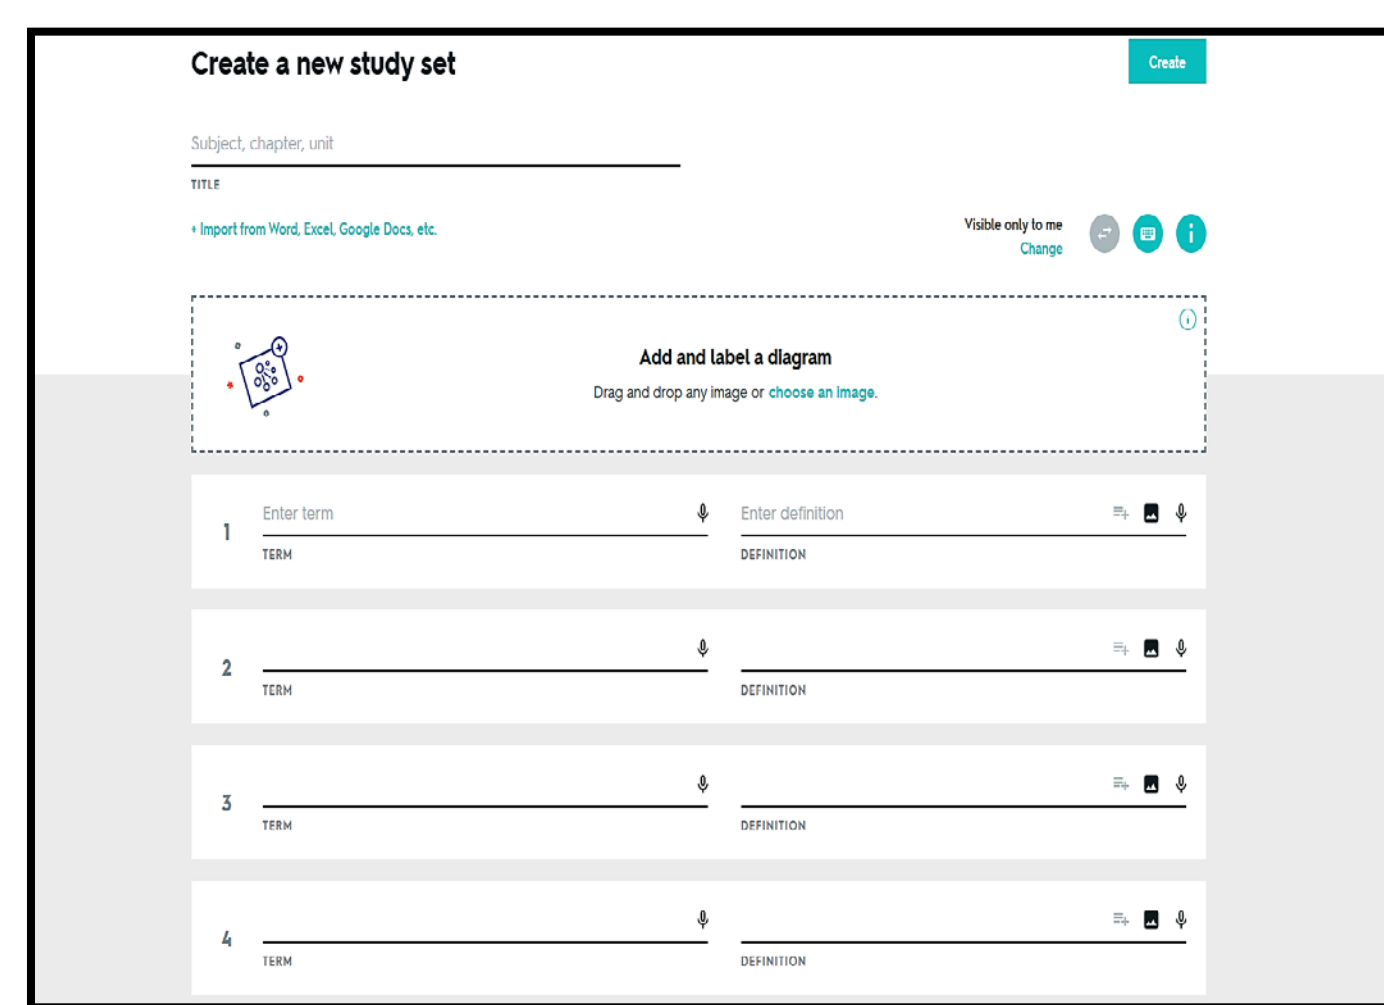 Create a new study set
Create
Subject, chapter, unit
TITLE
+ Import from Word, Excel, Google Docs, etc.
Visible only to me
Change
Add and label a diagram
Drag and drop any image or choose an image.
1
Enter term
Enter definition
TERM
DEFINITION
2
TERM
DEFINITION
3
TERM
DEFINITION
4
TERM
DEFINITION